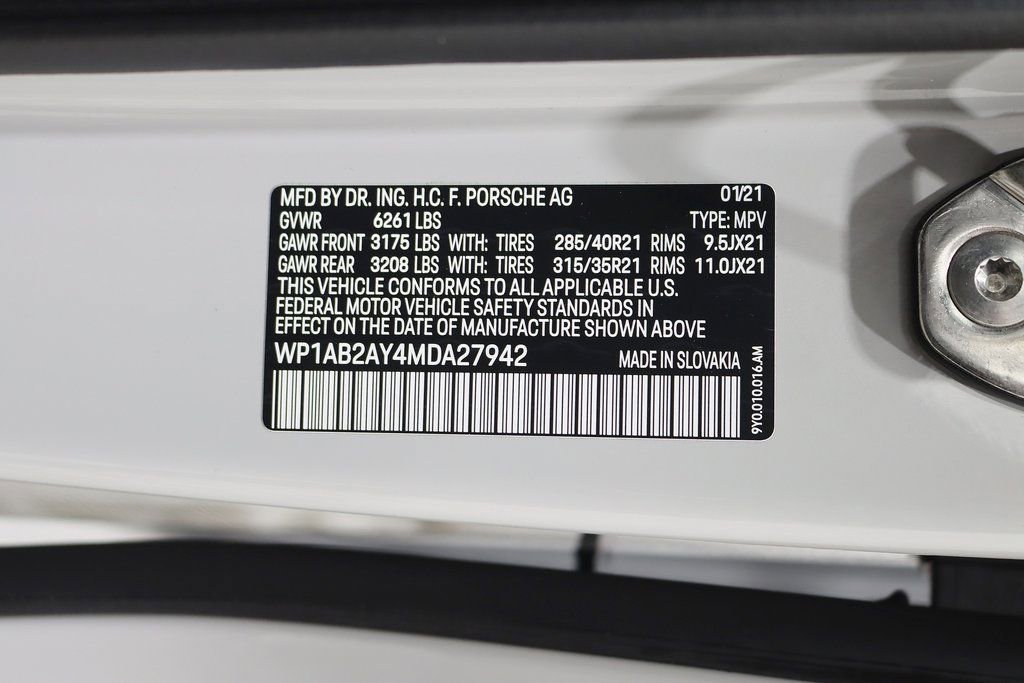 MFD BY DR. ING. H.C. F. PORSCHE AG 01/21
GVWR 6261 LBS TYPE: MPV
GAWR FRONT 3175 LBS WITH: TIRES 285/40R21 RIMS 9.5JX21
GAWR REAR 3208 LBS WITH: TIRES 315/35R21 RIMS 11.0JX21
THIS VEHICLE CONFORMS TO ALL APPLICABLE U.S.
FEDERAL MOTOR VEHICLE SAFETY STANDARDS IN
EFFECT ON THE DATE OF MANUFACTURE SHOWN ABOVE
WP1AB2AY4MDA27942 MADE IN SLOVAKIA
9Y0.010.016.AM